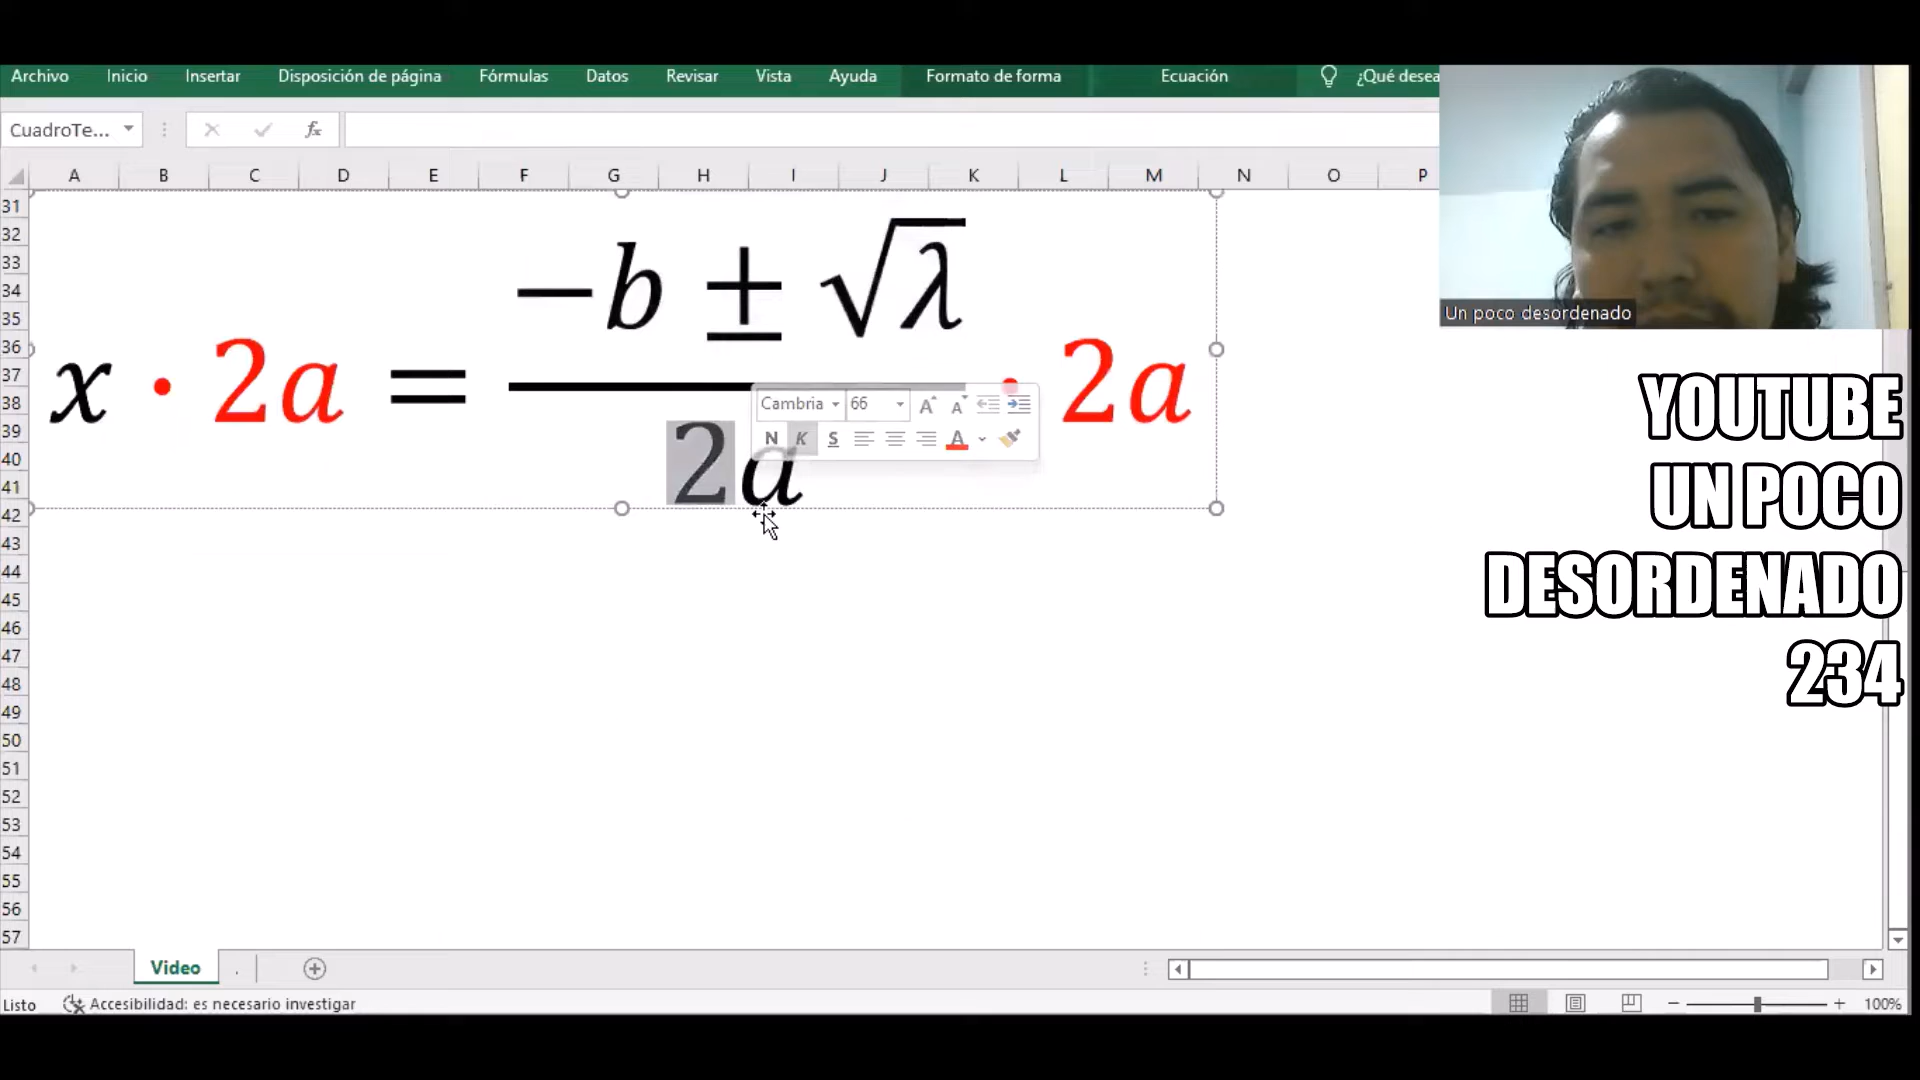 Archivo Inicio Insertar Disposición de página Fórmulas Datos Revisar Vista Ayuda Formato de forma Ecuación ¿Qué desea
CuadroTe... fx
A B C D E F G H I J K L M N O P
31
32
33
34
35
36
37
38
39
40
41
42
43
44
45
46
47
48
49
50
51
52
53
54
55
56
57
−b ± √λ
x · 2a = · 2a
2a
Cambria 66 A A
N K S A
Un poco desordenado
YOUTUBE
UN POCO
DESORDENADO
234
Video .
Listo Accesibilidad: es necesario investigar 100%